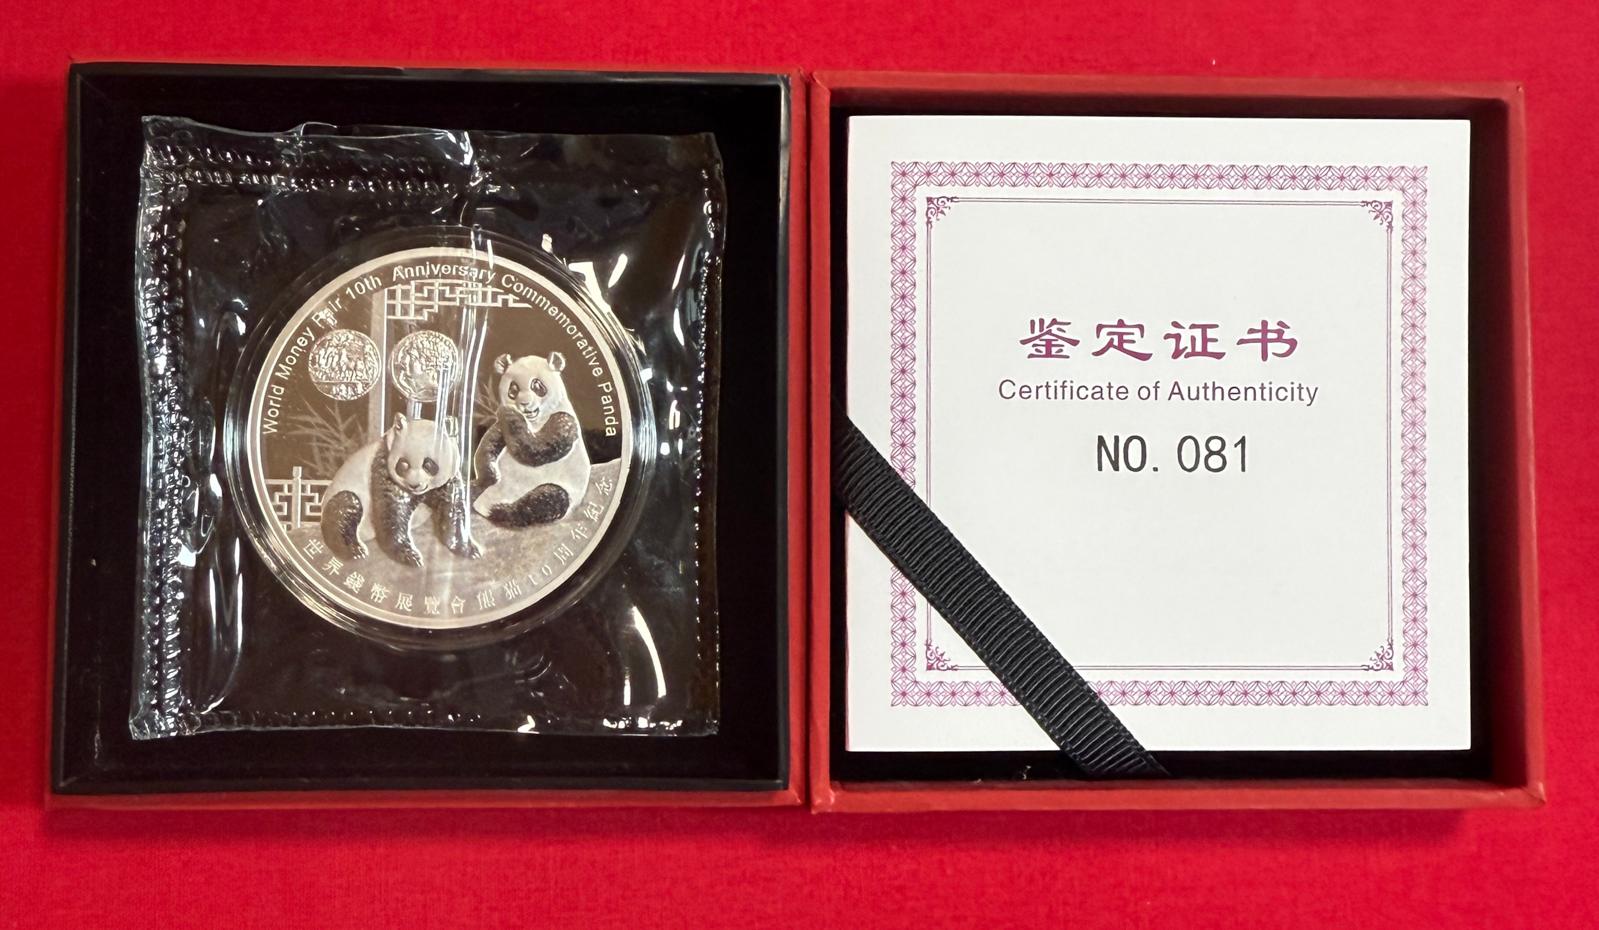 World Money Fair 10th Anniversary Commemorative Panda
世界錢幣展覽会熊猫10周年紀念
鉴定证书
Certificate of Authenticity
NO. 081